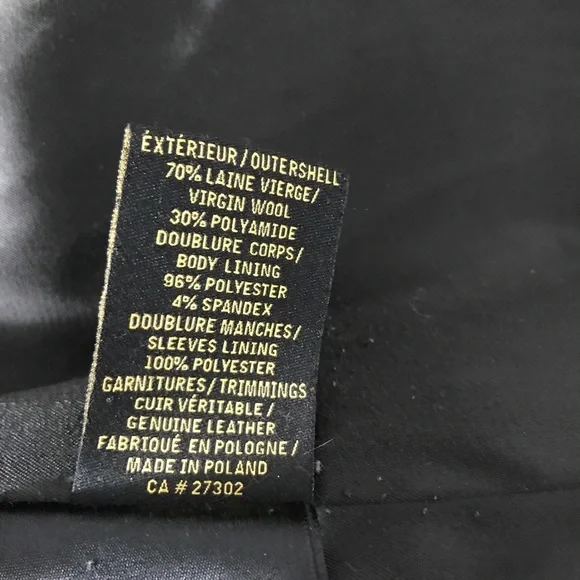 ÉXTÉRIEUR/OUTERSHELL
70% LAINE VIERGE/
VIRGIN WOOL
30% POLYAMIDE
DOUBLURE CORPS/
BODY LINING
96% POLYESTER
4% SPANDEX
DOUBLURE MANCHES/
SLEEVES LINING
100% POLYESTER
GARNITURES/TRIMMINGS
CUIR VÉRITABLE/
GENUINE LEATHER
FABRIQUÉ EN POLOGNE/
MADE IN POLAND
CA # 27302